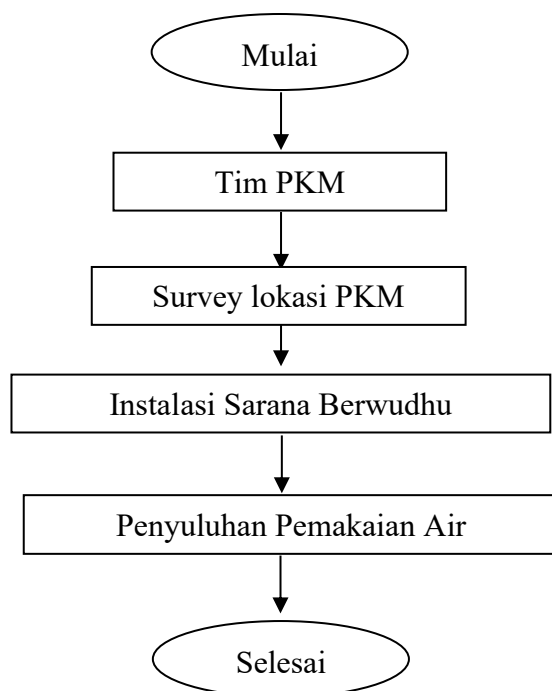 Mulai
Tim PKM
Survey lokasi PKM
Instalasi Sarana Berwudhu
Penyuluhan Pemakaian Air
Selesai